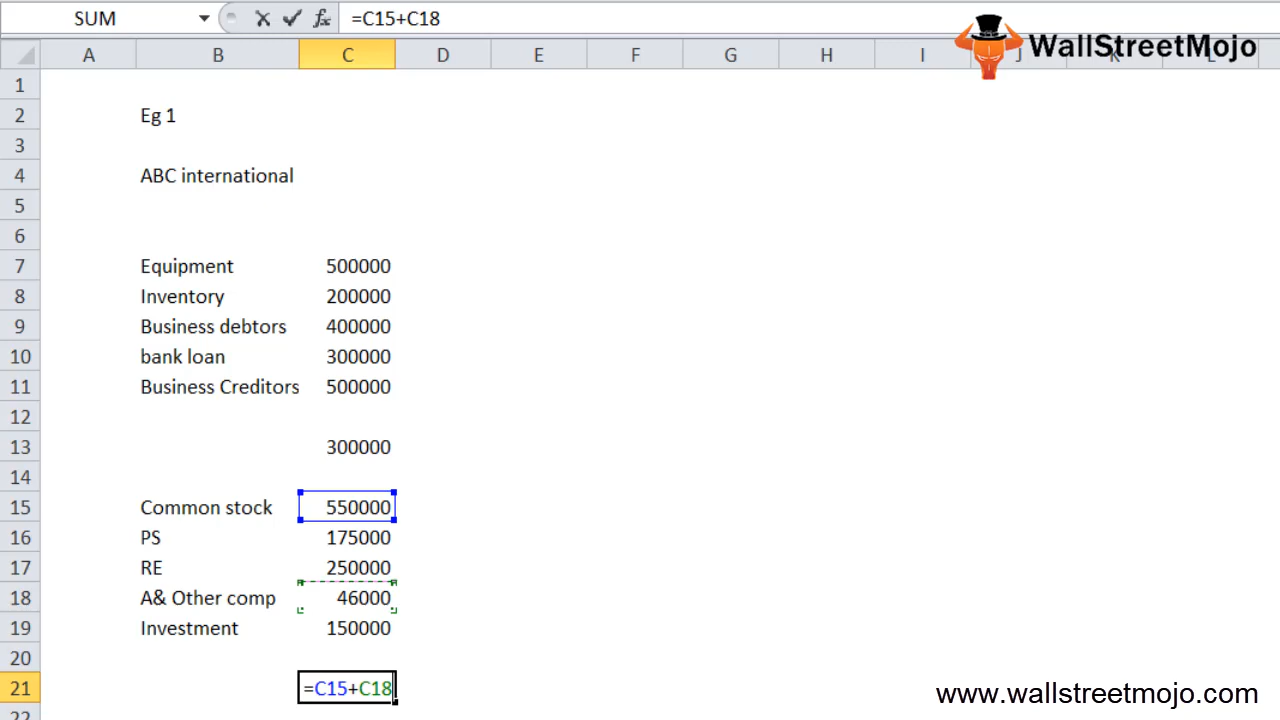 SUM =C15+C18
WallStreetMojo
A B C D E F G H I J K L
1
2 Eg 1
3
4 ABC international
5
6
7 Equipment 500000
8 Inventory 200000
9 Business debtors 400000
10 bank loan 300000
11 Business Creditors 500000
12
13 300000
14
15 Common stock 550000
16 PS 175000
17 RE 250000
18 A& Other comp 46000
19 Investment 150000
20
21 =C15+C18
22
www.wallstreetmojo.com